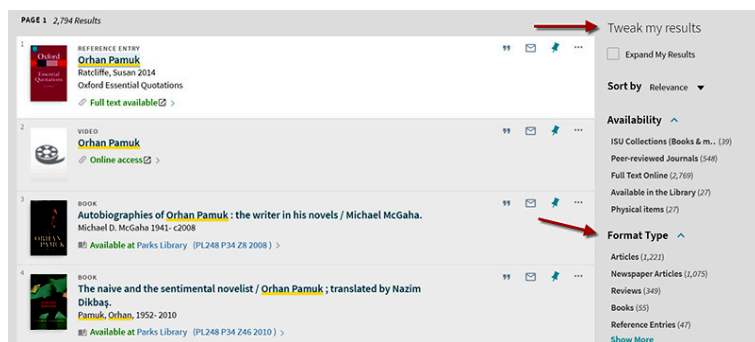 PAGE 1 2,794 Results
1
REFERENCE ENTRY
Orhan Pamuk
Ratcliffe, Susan 2014
Oxford Essential Quotations
Full text available >
Oxford
Essential
Quotations
2
VIDEO
Orhan Pamuk
Online access >
3
BOOK
Autobiographies of Orhan Pamuk : the writer in his novels / Michael McGaha.
Michael D. McGaha 1941- c2008
Available at Parks Library (PL248 P34 Z8 2008 ) >
ORHAN
PAMUK
4
BOOK
The naive and the sentimental novelist / Orhan Pamuk ; translated by Nazim
Dikbaş.
Pamuk, Orhan, 1952- 2010
Available at Parks Library (PL248 P34 Z46 2010 ) >
Tweak my results
Expand My Results
Sort by Relevance
Availability
ISU Collections (Books & m.. (39)
Peer-reviewed Journals (548)
Full Text Online (2,769)
Available in the Library (27)
Physical items (27)
Format Type
Articles (1,221)
Newspaper Articles (1,075)
Reviews (349)
Books (55)
Reference Entries (47)
Show More